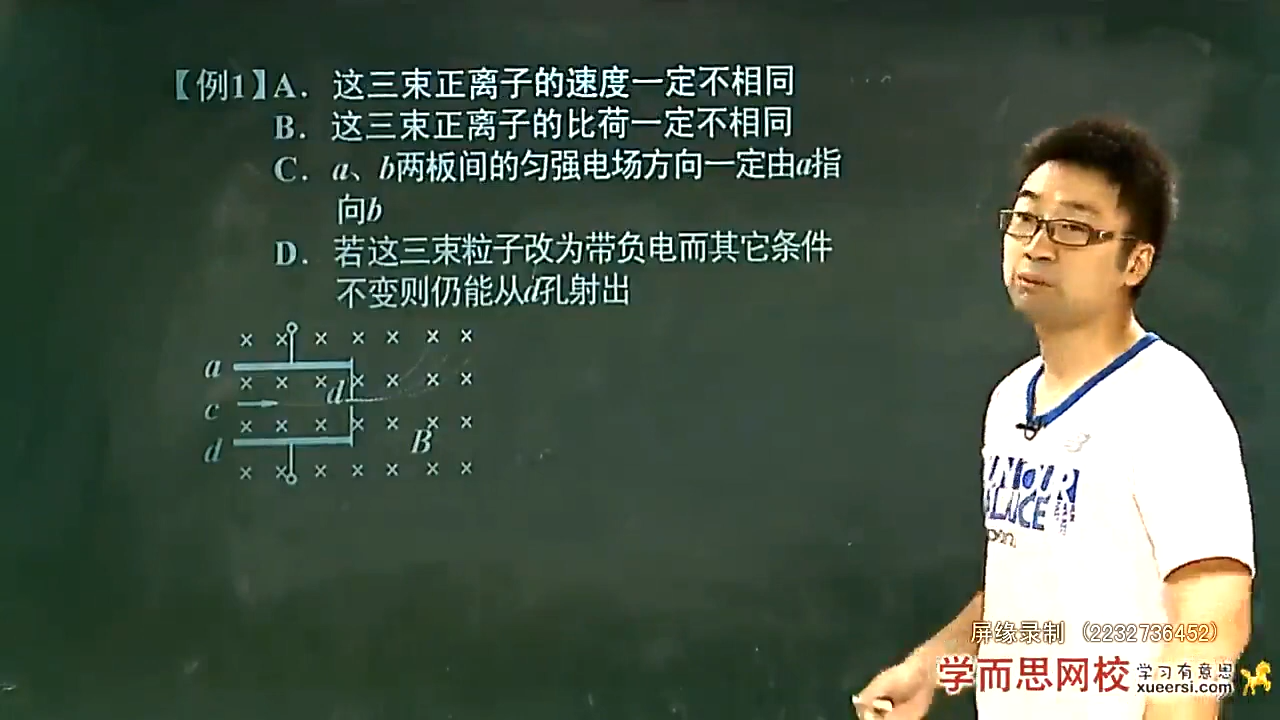 【例1】A. 这三束正离子的速度一定不相同
B. 这三束正离子的比荷一定不相同
C. a、b两板间的匀强电场方向一定由a指
向b
D. 若这三束粒子改为带负电而其它条件
不变则仍能从d孔射出
a
d
c
B
d
屏缘录制 (2232736452)
学而思网校
学习有意思
xueersi.com